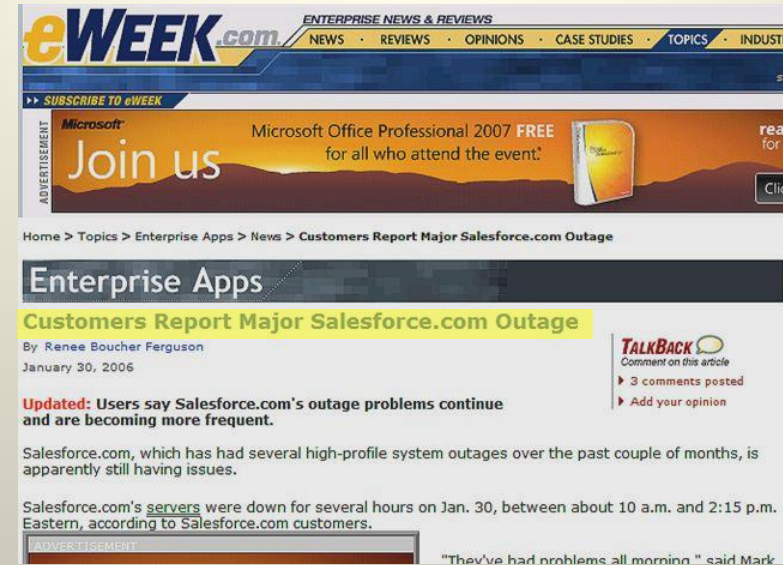 eWEEK.com
ENTERPRISE NEWS & REVIEWS
NEWS · REVIEWS · OPINIONS · CASE STUDIES · TOPICS ·
▸▸ SUBSCRIBE TO eWEEK
ADVERTISEMENT
Microsoft
Join us
Microsoft Office Professional 2007 FREE
for all who attend the event.*
for
Home > Topics > Enterprise Apps > News > Customers Report Major Salesforce.com Outage
Enterprise Apps
Customers Report Major Salesforce.com Outage
By Renee Boucher Ferguson
January 30, 2006
TALKBACK
Comment on this article
3 comments posted
Add your opinion
Updated: Users say Salesforce.com's outage problems continue
and are becoming more frequent.
Salesforce.com, which has had several high-profile system outages over the past couple of months, is
apparently still having issues.
Salesforce.com's servers were down for several hours on Jan. 30, between about 10 a.m. and 2:15 p.m.
Eastern, according to Salesforce.com customers.
ADVERTISEMENT
"They've had problems all morning," said Mark